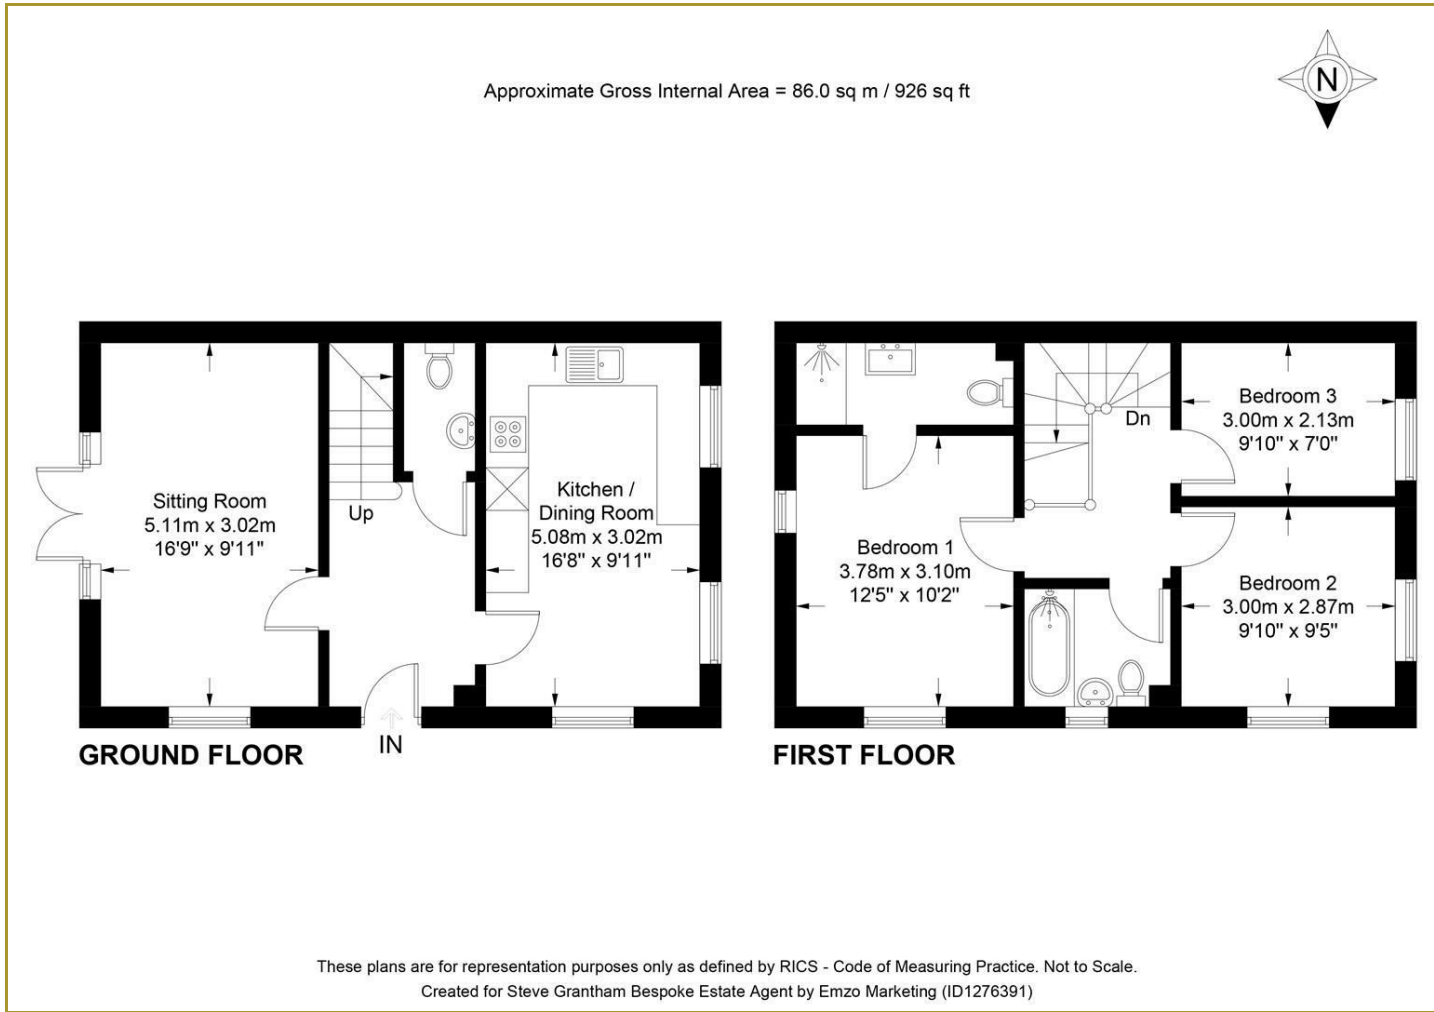 Approximate Gross Internal Area = 86.0 sq m / 926 sq ft
N
Sitting Room
5.11m x 3.02m
16'9" x 9'11"
Up
Kitchen /
Dining Room
5.08m x 3.02m
16'8" x 9'11"
IN
GROUND FLOOR
Bedroom 1
3.78m x 3.10m
12'5" x 10'2"
Dn
Bedroom 3
3.00m x 2.13m
9'10" x 7'0"
Bedroom 2
3.00m x 2.87m
9'10" x 9'5"
FIRST FLOOR
These plans are for representation purposes only as defined by RICS - Code of Measuring Practice. Not to Scale.
Created for Steve Grantham Bespoke Estate Agent by Emzo Marketing (ID1276391)